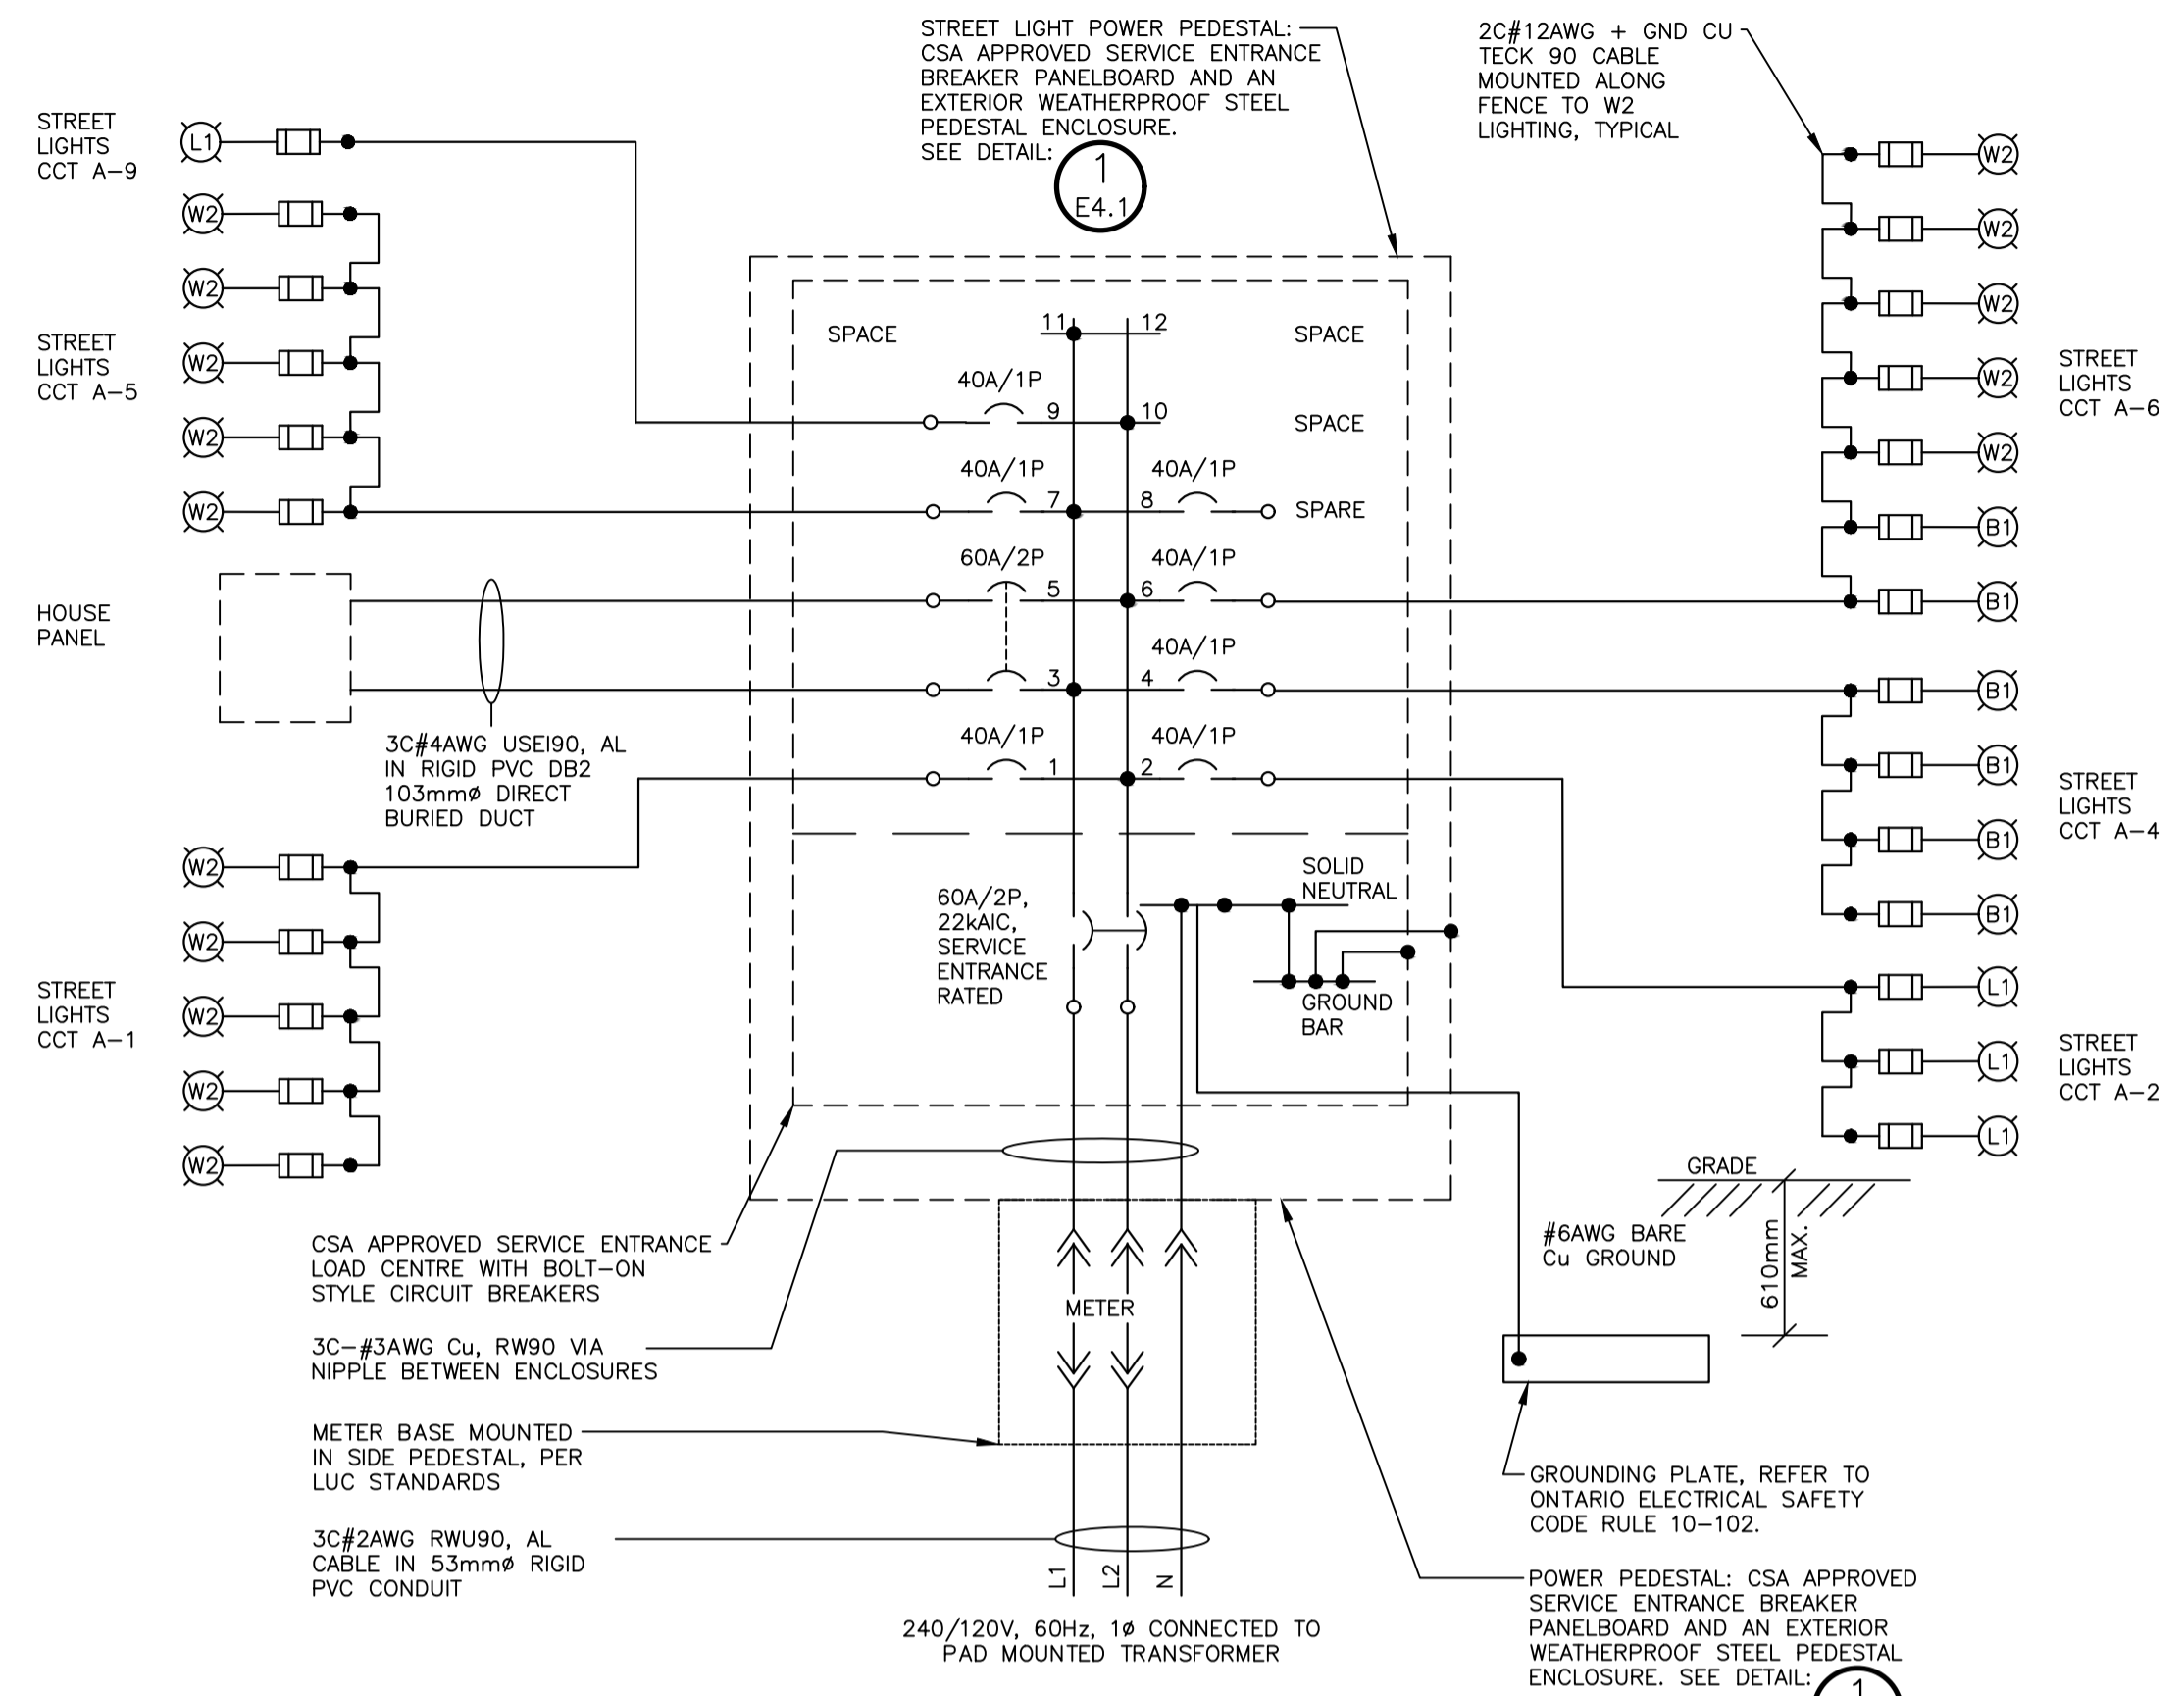 STREET LIGHT POWER PEDESTAL:
CSA APPROVED SERVICE ENTRANCE
BREAKER PANELBOARD AND AN
EXTERIOR WEATHERPROOF STEEL
PEDESTAL ENCLOSURE.
SEE DETAIL:
1
E4.1
2C#12AWG + GND CU
TECK 90 CABLE
MOUNTED ALONG
FENCE TO W2
LIGHTING, TYPICAL
STREET
LIGHTS
CCT A-9
L1
W2
W2
W2
W2
W2
STREET
LIGHTS
CCT A-5
HOUSE
PANEL
3C#4AWG USEI90, AL
IN RIGID PVC DB2
103mmø DIRECT
BURIED DUCT
W2
W2
W2
W2
W2
STREET
LIGHTS
CCT A-1
SPACE
11
12
SPACE
40A/1P
9
10
SPACE
40A/1P
7
8
40A/1P
SPARE
60A/2P
5
6
40A/1P
3
4
40A/1P
40A/1P
1
2
40A/1P
60A/2P,
22kAIC,
SERVICE
ENTRANCE
RATED
SOLID
NEUTRAL
GROUND
BAR
W2
W2
W2
W2
W2
B1
B1
STREET
LIGHTS
CCT A-6
B1
B1
B1
B1
STREET
LIGHTS
CCT A-4
L1
L1
L1
STREET
LIGHTS
CCT A-2
GRADE
610mm
MAX.
#6AWG BARE
Cu GROUND
CSA APPROVED SERVICE ENTRANCE
LOAD CENTRE WITH BOLT-ON
STYLE CIRCUIT BREAKERS
3C-#3AWG Cu, RW90 VIA
NIPPLE BETWEEN ENCLOSURES
METER
METER BASE MOUNTED
IN SIDE PEDESTAL, PER
LUC STANDARDS
3C#2AWG RWU90, AL
CABLE IN 53mmø RIGID
PVC CONDUIT
L1
L2
N
240/120V, 60Hz, 1ø CONNECTED TO
PAD MOUNTED TRANSFORMER
GROUNDING PLATE, REFER TO
ONTARIO ELECTRICAL SAFETY
CODE RULE 10-102.
POWER PEDESTAL: CSA APPROVED
SERVICE ENTRANCE BREAKER
PANELBOARD AND AN EXTERIOR
WEATHERPROOF STEEL PEDESTAL
ENCLOSURE. SEE DETAIL:
1